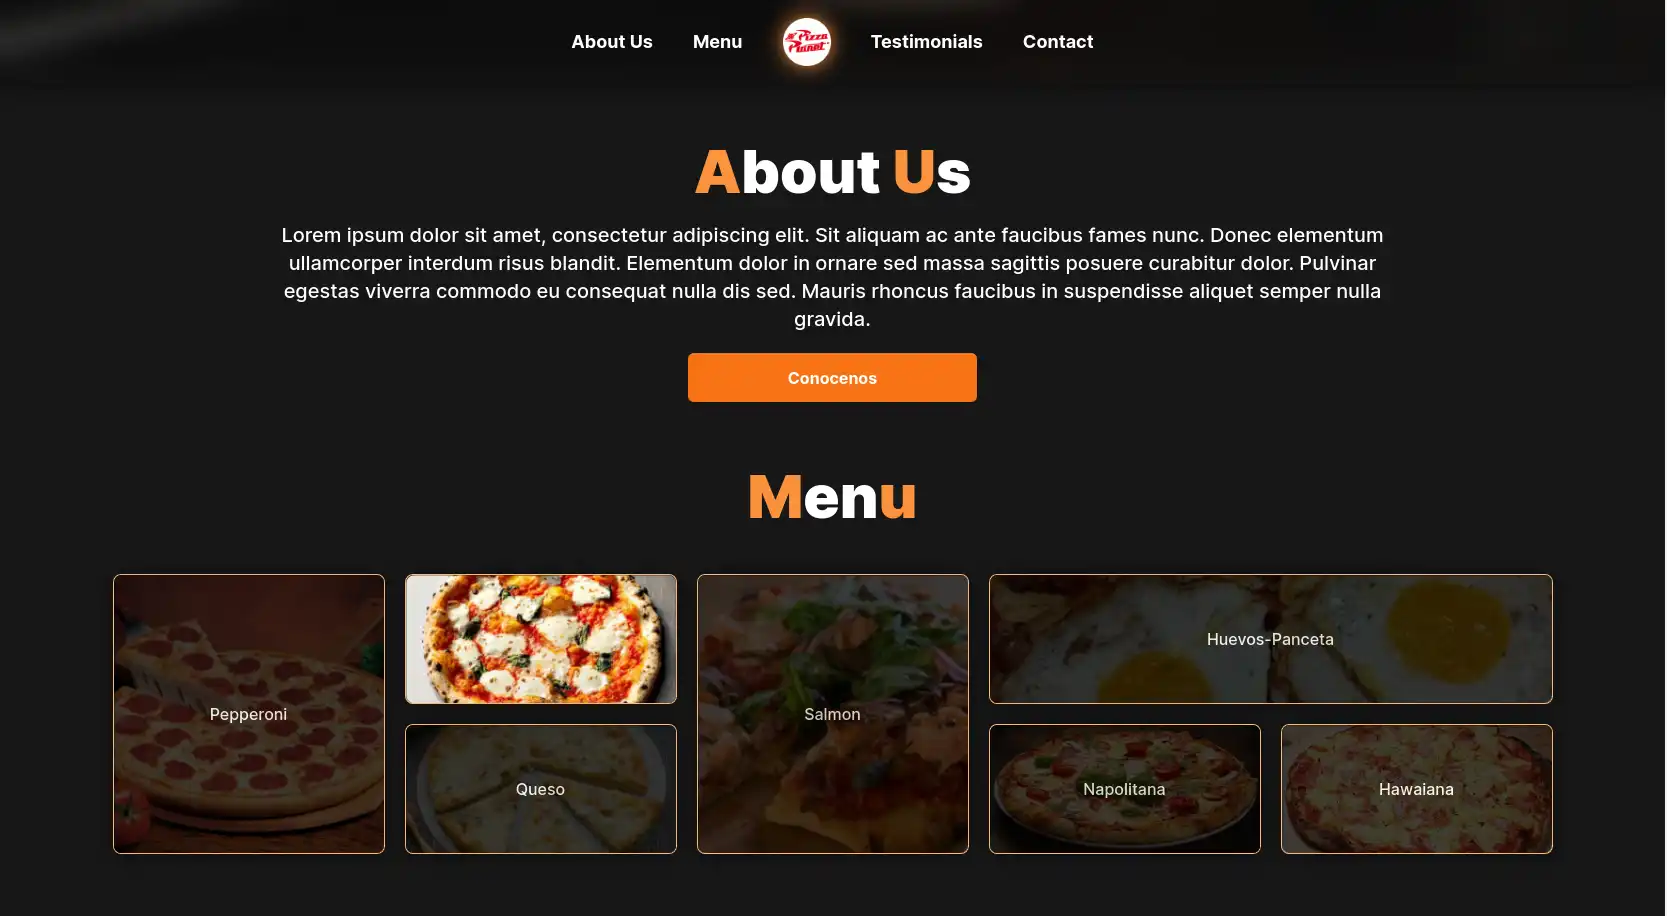 About Us
Menu
Pizza
Planet
Testimonials
Contact
About Us
Lorem ipsum dolor sit amet, consectetur adipiscing elit. Sit aliquam ac ante faucibus fames nunc. Donec elementum
ullamcorper interdum risus blandit. Elementum dolor in ornare sed massa sagittis posuere curabitur dolor. Pulvinar
egestas viverra commodo eu consequat nulla dis sed. Mauris rhoncus faucibus in suspendisse aliquet semper nulla
gravida.
Conocenos
Menu
Pepperoni
Queso
Salmon
Huevos-Panceta
Napolitana
Hawaiana